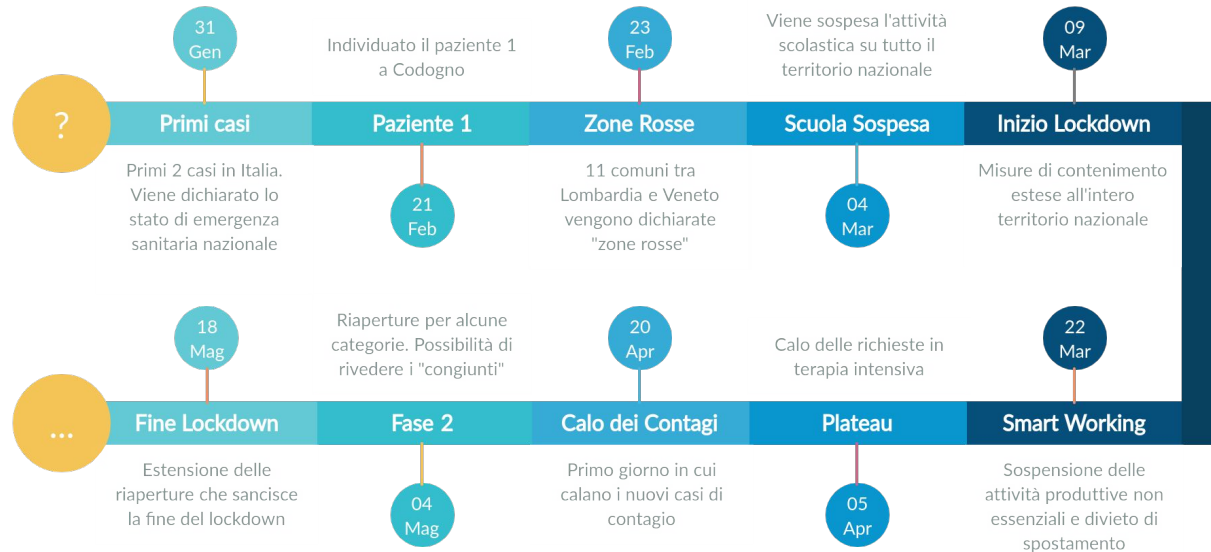 31
Gen
Individuato il paziente 1
a Codogno
23
Feb
Viene sospesa l'attività
scolastica su tutto il
territorio nazionale
09
Mar
?
Primi casi
Paziente 1
Zone Rosse
Scuola Sospesa
Inizio Lockdown
Primi 2 casi in Italia.
Viene dichiarato lo
stato di emergenza
sanitaria nazionale
21
Feb
11 comuni tra
Lombardia e Veneto
vengono dichiarate
"zone rosse"
04
Mar
Misure di contenimento
estese all'intero
territorio nazionale
18
Mag
Riaperture per alcune
categorie. Possibilità di
rivedere i "congiunti"
20
Apr
Calo delle richieste in
terapia intensiva
22
Mar
...
Fine Lockdown
Fase 2
Calo dei Contagi
Plateau
Smart Working
Estensione delle
riaperture che sancisce
la fine del lockdown
04
Mag
Primo giorno in cui
calano i nuovi casi di
contagio
05
Apr
Sospensione delle
attività produttive non
essenziali e divieto di
spostamento